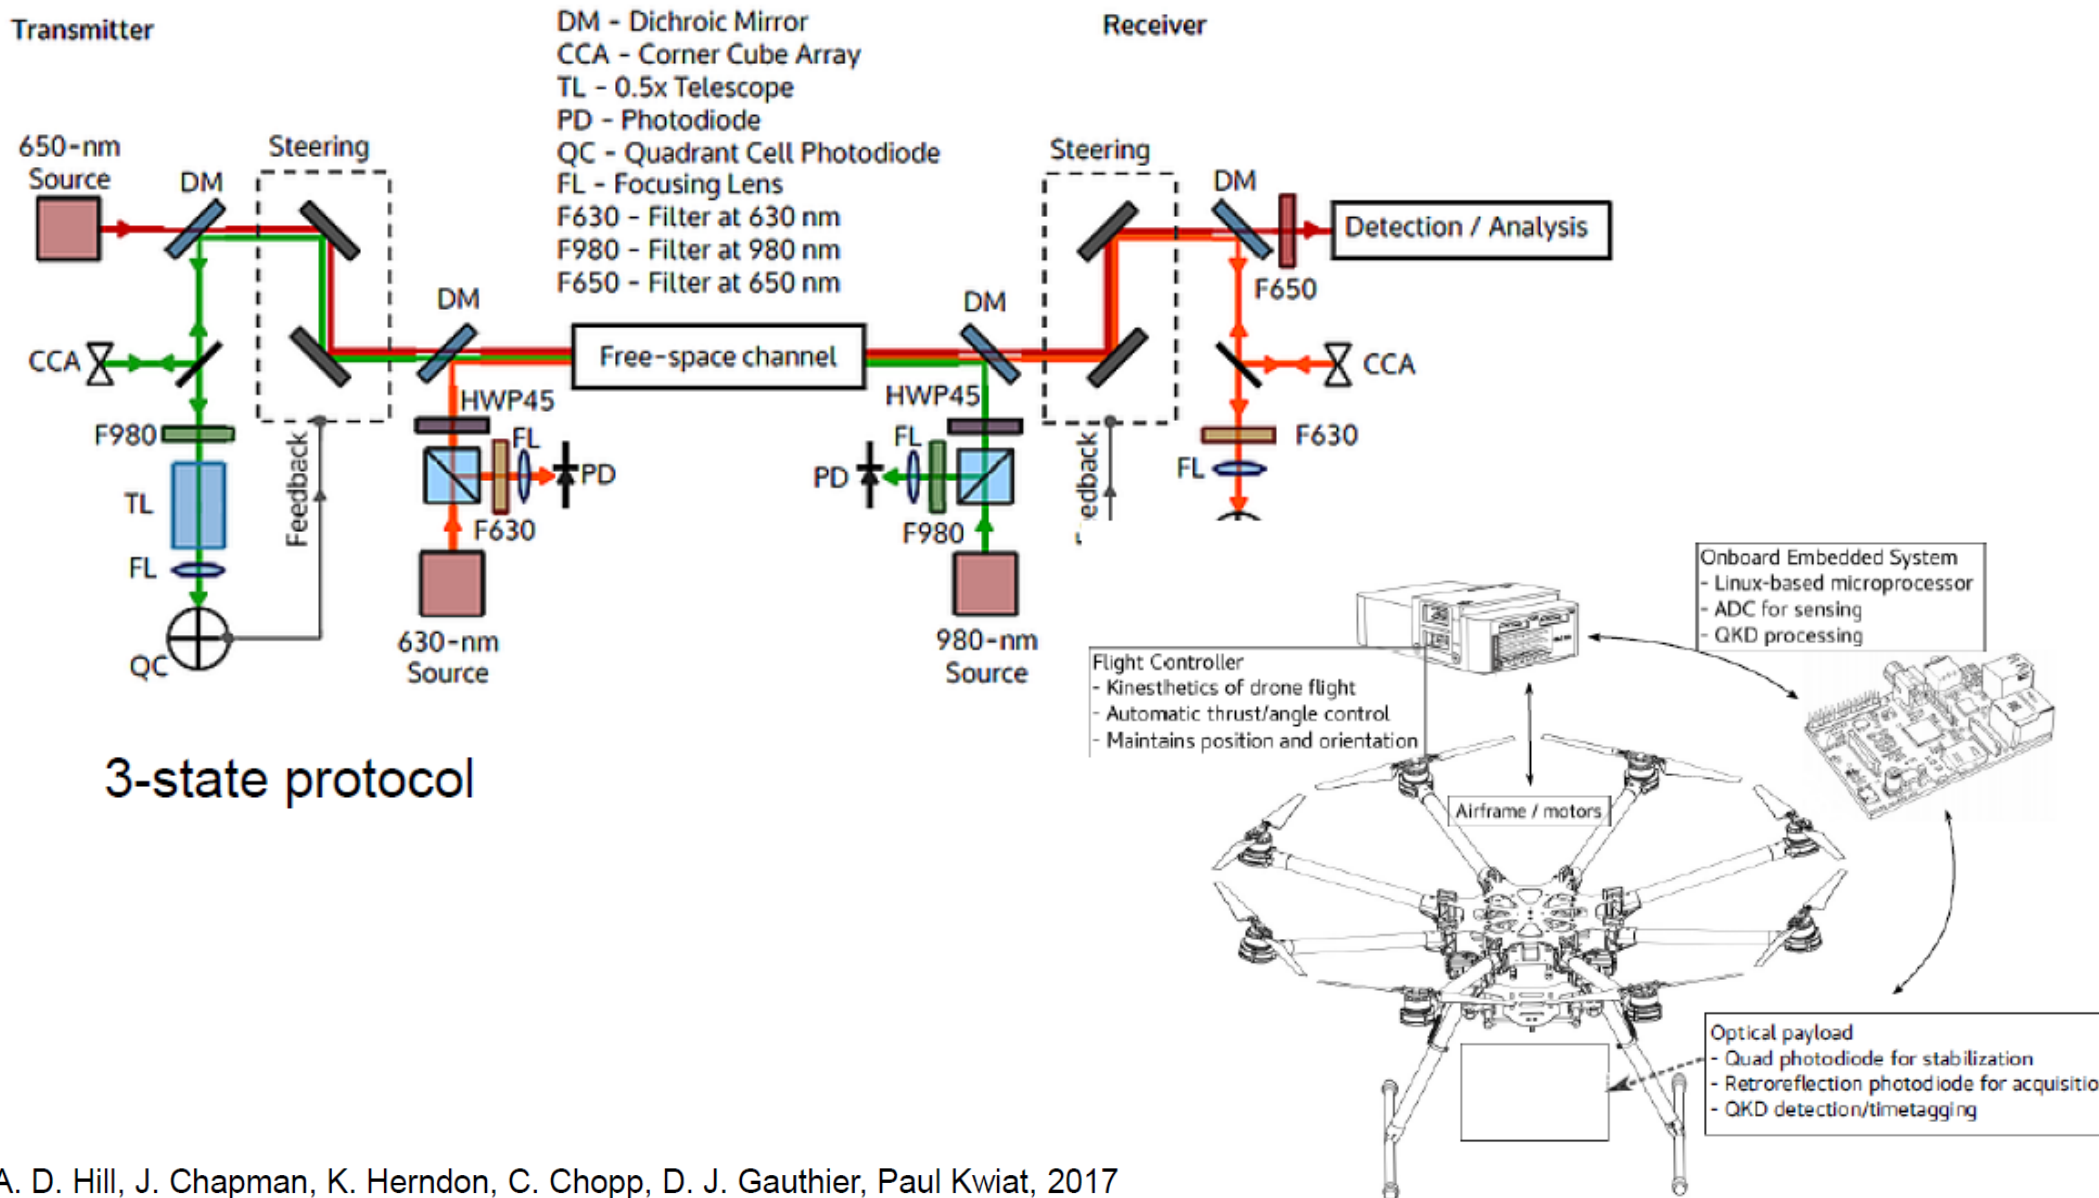 Transmitter
DM - Dichroic Mirror
CCA - Corner Cube Array
TL - 0.5x Telescope
PD - Photodiode
QC - Quadrant Cell Photodiode
FL - Focusing Lens
F630 - Filter at 630 nm
F980 - Filter at 980 nm
F650 - Filter at 650 nm
Receiver
650-nm
Source
DM
Steering
CCA
F980
TL
FL
QC
Feedback
DM
HWP45
FL
PD
F630
630-nm
Source
Free-space channel
DM
HWP45
FL
PD
F980
980-nm
Source
Steering
edback
DM
F650
Detection / Analysis
CCA
F630
FL
3-state protocol
Onboard Embedded System
- Linux-based microprocessor
- ADC for sensing
- QKD processing
Flight Controller
- Kinesthetics of drone flight
- Automatic thrust/angle control
- Maintains position and orientation
Airframe / motors
Optical payload
- Quad photodiode for stabilization
- Retroreflection photodiode for acquisitio
- QKD detection/timetagging
A. D. Hill, J. Chapman, K. Herndon, C. Chopp, D. J. Gauthier, Paul Kwiat, 2017